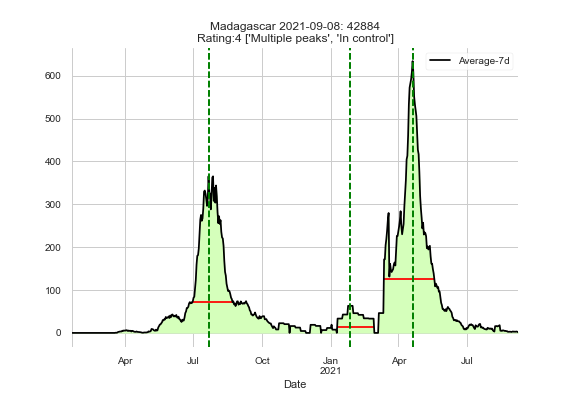 Madagascar 2021-09-08: 42884
Rating:4 ['Multiple peaks', 'In control']
Average-7d
600
500
400
300
200
100
0
Apr Jul Oct Jan Apr Jul
2021
Date